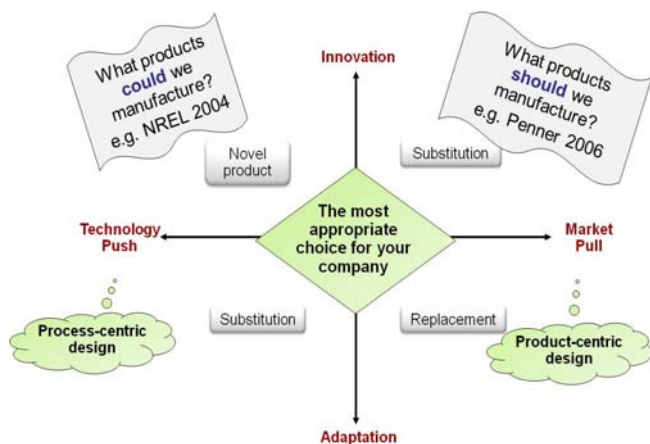 What products
could we
manufacture?
e.g. NREL 2004
Innovation
What products
should we
manufacture?
e.g. Penner 2006
Novel
product
Substitution
Technology
Push
The most
appropriate
choice for your
company
Market
Pull
Process-centric
design
Substitution
Replacement
Product-centric
design
Adaptation